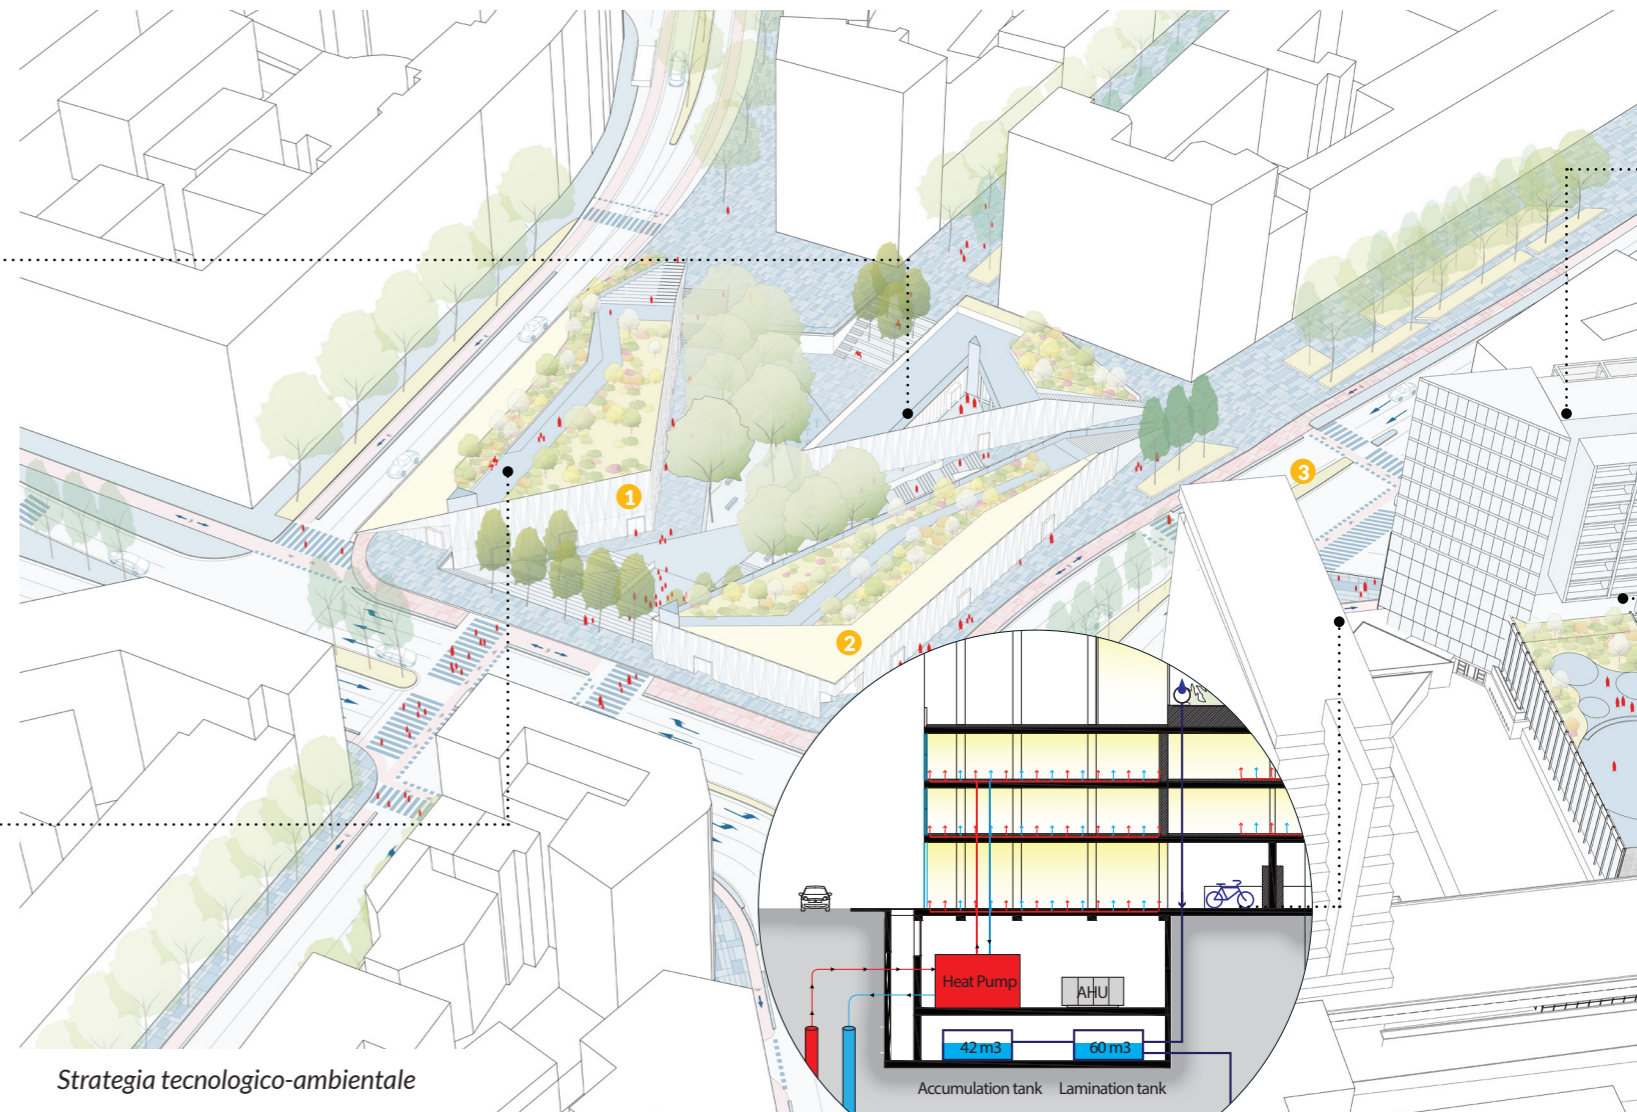 1
3
2
Heat Pump
AHU
42 m3
60 m3
Accumulation tank
Lamination tank
Strategia tecnologico-ambientale